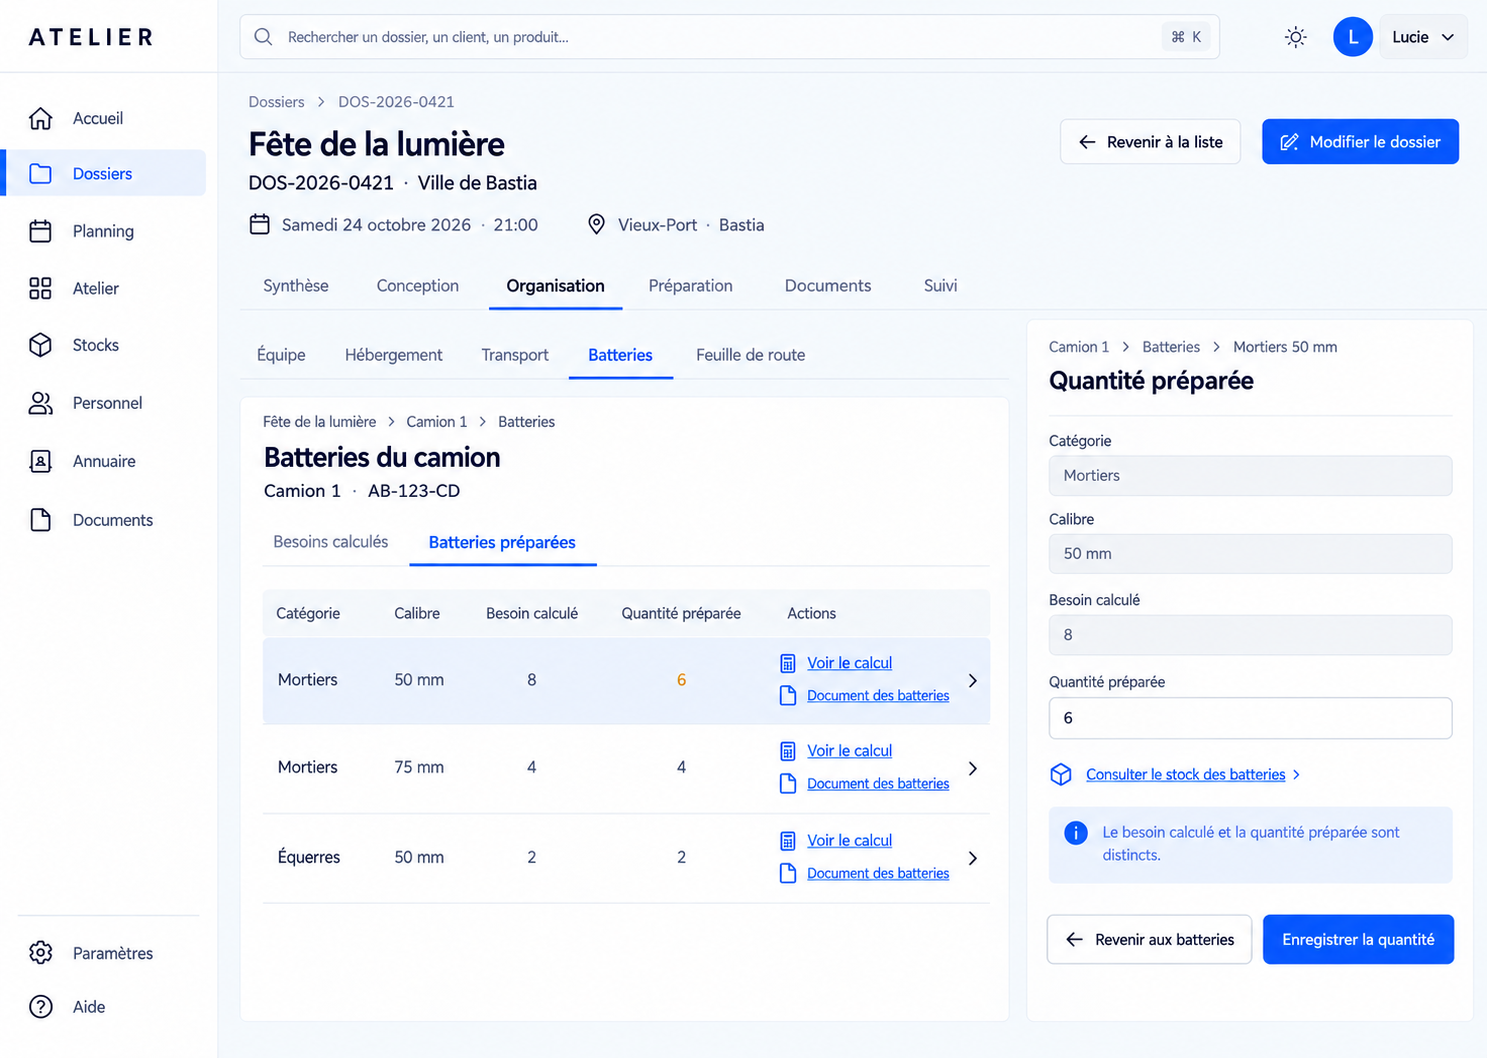 ATELIER
Rechercher un dossier, un client, un produit...
⌘ K
L
Lucie
Accueil
Dossiers
Planning
Atelier
Stocks
Personnel
Annuaire
Documents
Paramètres
Aide
Dossiers > DOS-2026-0421
Fête de la lumière
DOS-2026-0421 · Ville de Bastia
Samedi 24 octobre 2026 · 21:00 Vieux-Port · Bastia
Revenir à la liste
Modifier le dossier
Synthèse Conception Organisation Préparation Documents Suivi
Équipe Hébergement Transport Batteries Feuille de route
Fête de la lumière > Camion 1 > Batteries
Batteries du camion
Camion 1 · AB-123-CD
Besoins calculés Batteries préparées
Catégorie Calibre Besoin calculé Quantité préparée Actions
Mortiers 50 mm 8 6
Voir le calcul
Document des batteries
Mortiers 75 mm 4 4
Voir le calcul
Document des batteries
Équerres 50 mm 2 2
Voir le calcul
Document des batteries
Camion 1 > Batteries > Mortiers 50 mm
Quantité préparée
Catégorie
Mortiers
Calibre
50 mm
Besoin calculé
8
Quantité préparée
6
Consulter le stock des batteries >
Le besoin calculé et la quantité préparée sont
distincts.
Revenir aux batteries
Enregistrer la quantité